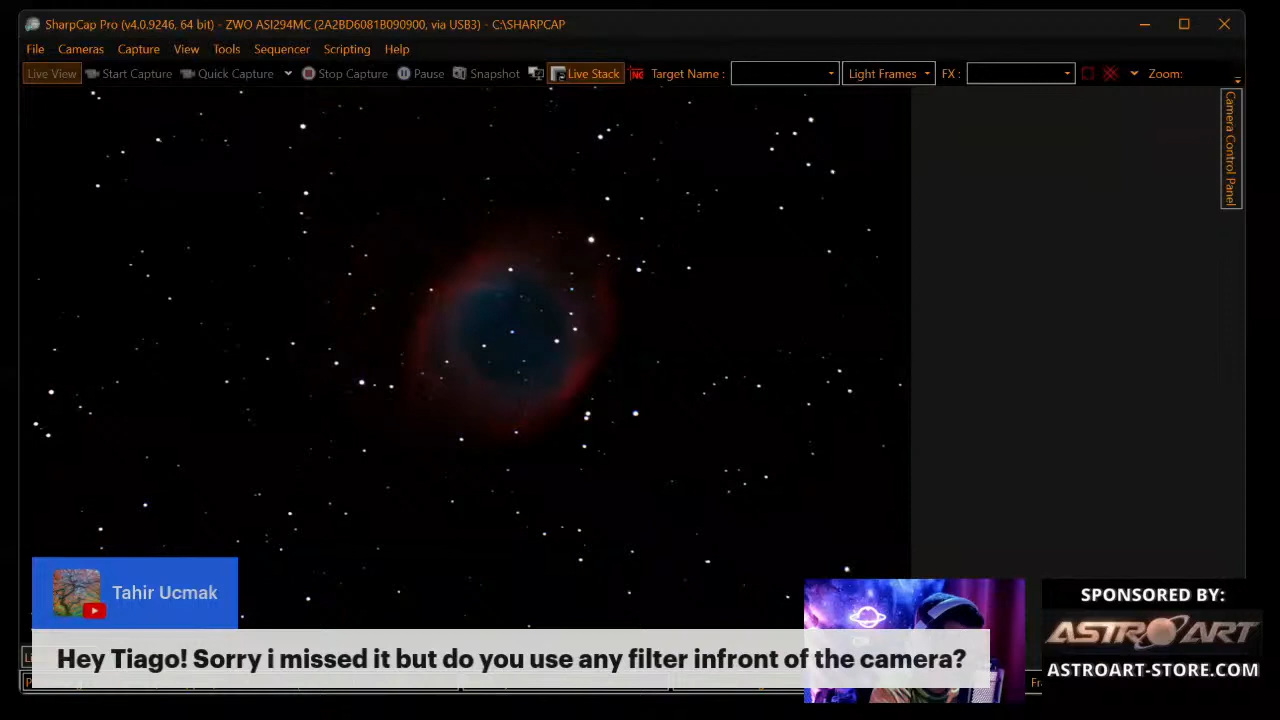 SharpCap Pro (v4.0.9246, 64 bit) - ZWO ASI294MC (2A2BD6081B090900, via USB3) - C:\SHARPCAP
File Cameras Capture View Tools Sequencer Scripting Help
Live View Start Capture Quick Capture Stop Capture Pause Snapshot Live Stack NC Target Name : Light Frames FX : Zoom:
Camera Control Panel
Tahir Ucmak
Hey Tiago! Sorry i missed it but do you use any filter infront of the camera?
SPONSORED BY:
ASTROART
ASTROART-STORE.COM